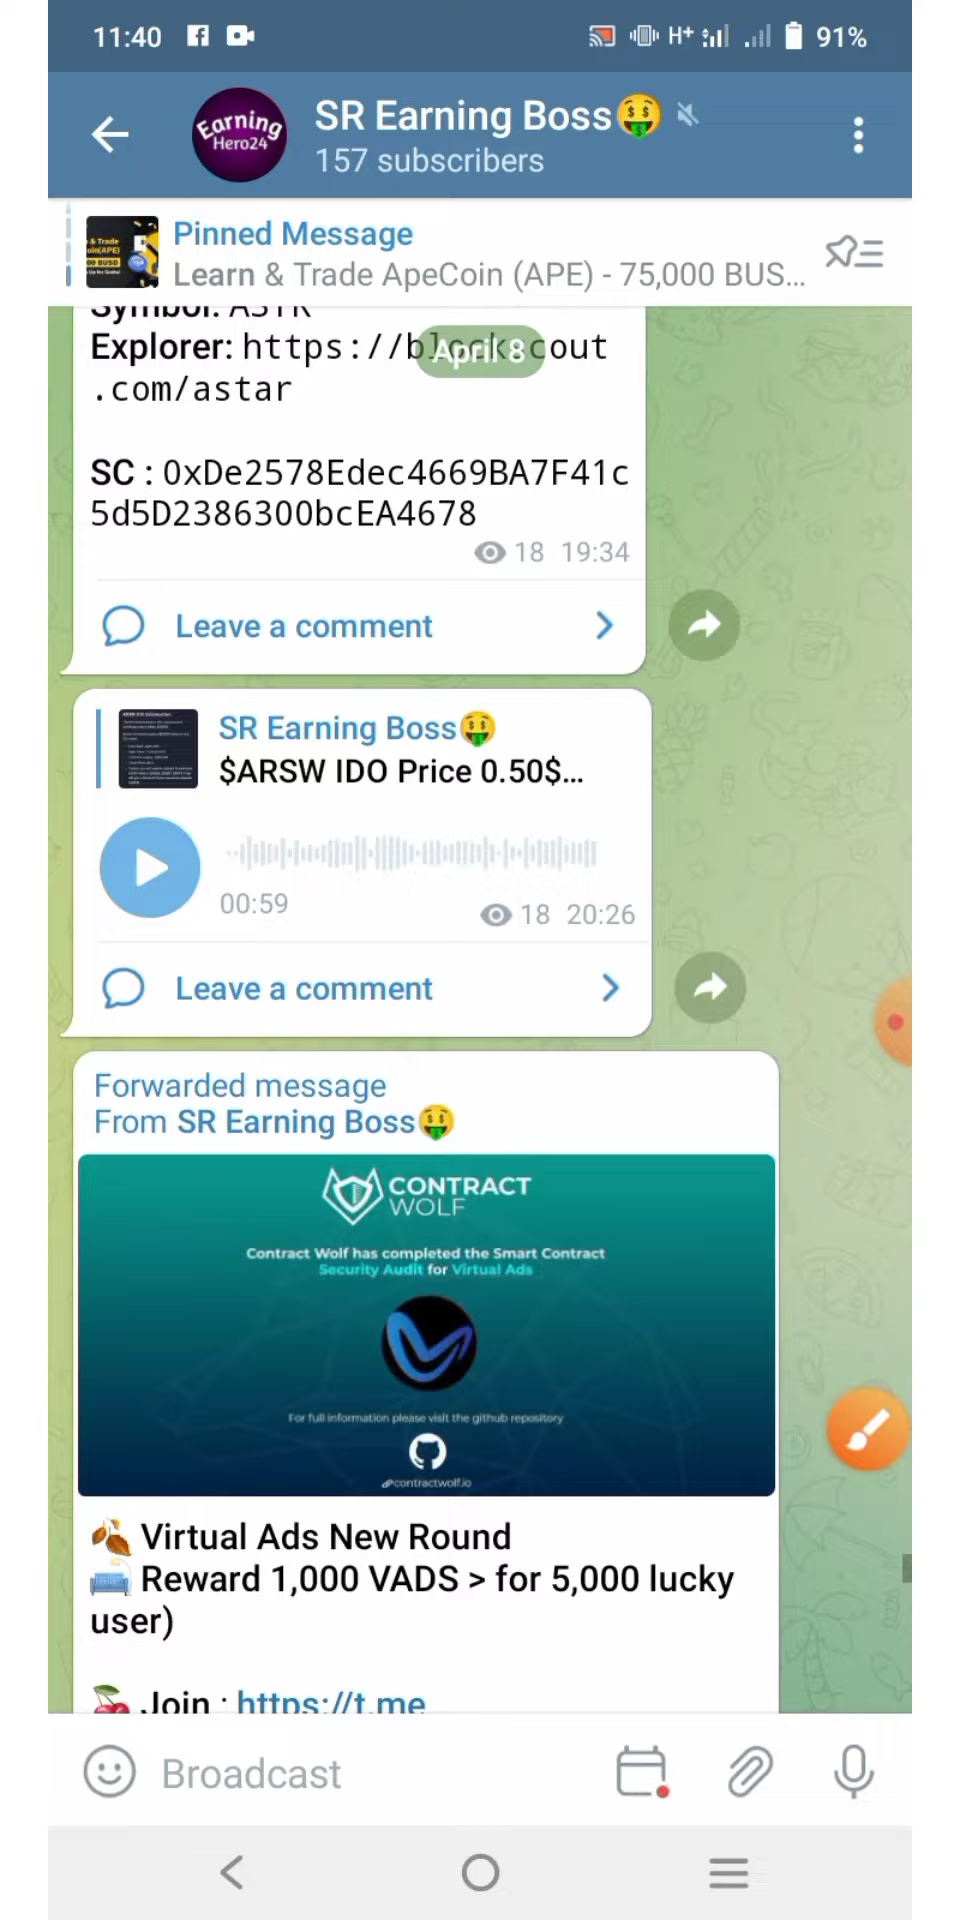 11:40
H+
91%
Earning
Hero24
SR Earning Boss🤑
157 subscribers
Pinned Message
Learn & Trade ApeCoin (APE) - 75,000 BUS...
Symbol: ASTR
April 8
Explorer: https://blockscout
.com/astar
SC : 0xDe2578Edec4669BA7F41c
5d5D2386300bcEA4678
18 19:34
Leave a comment
SR Earning Boss🤑
$ARSW IDO Price 0.50$...
00:59
18 20:26
Leave a comment
Forwarded message
From SR Earning Boss🤑
CONTRACT
WOLF
Contract Wolf has completed the Smart Contract
Security Audit for Virtual Ads
For full information please visit the github repository
contractwolf.io
🍂 Virtual Ads New Round
🛋 Reward 1,000 VADS > for 5,000 lucky
user)
🍒 Join : https://t.me
Broadcast